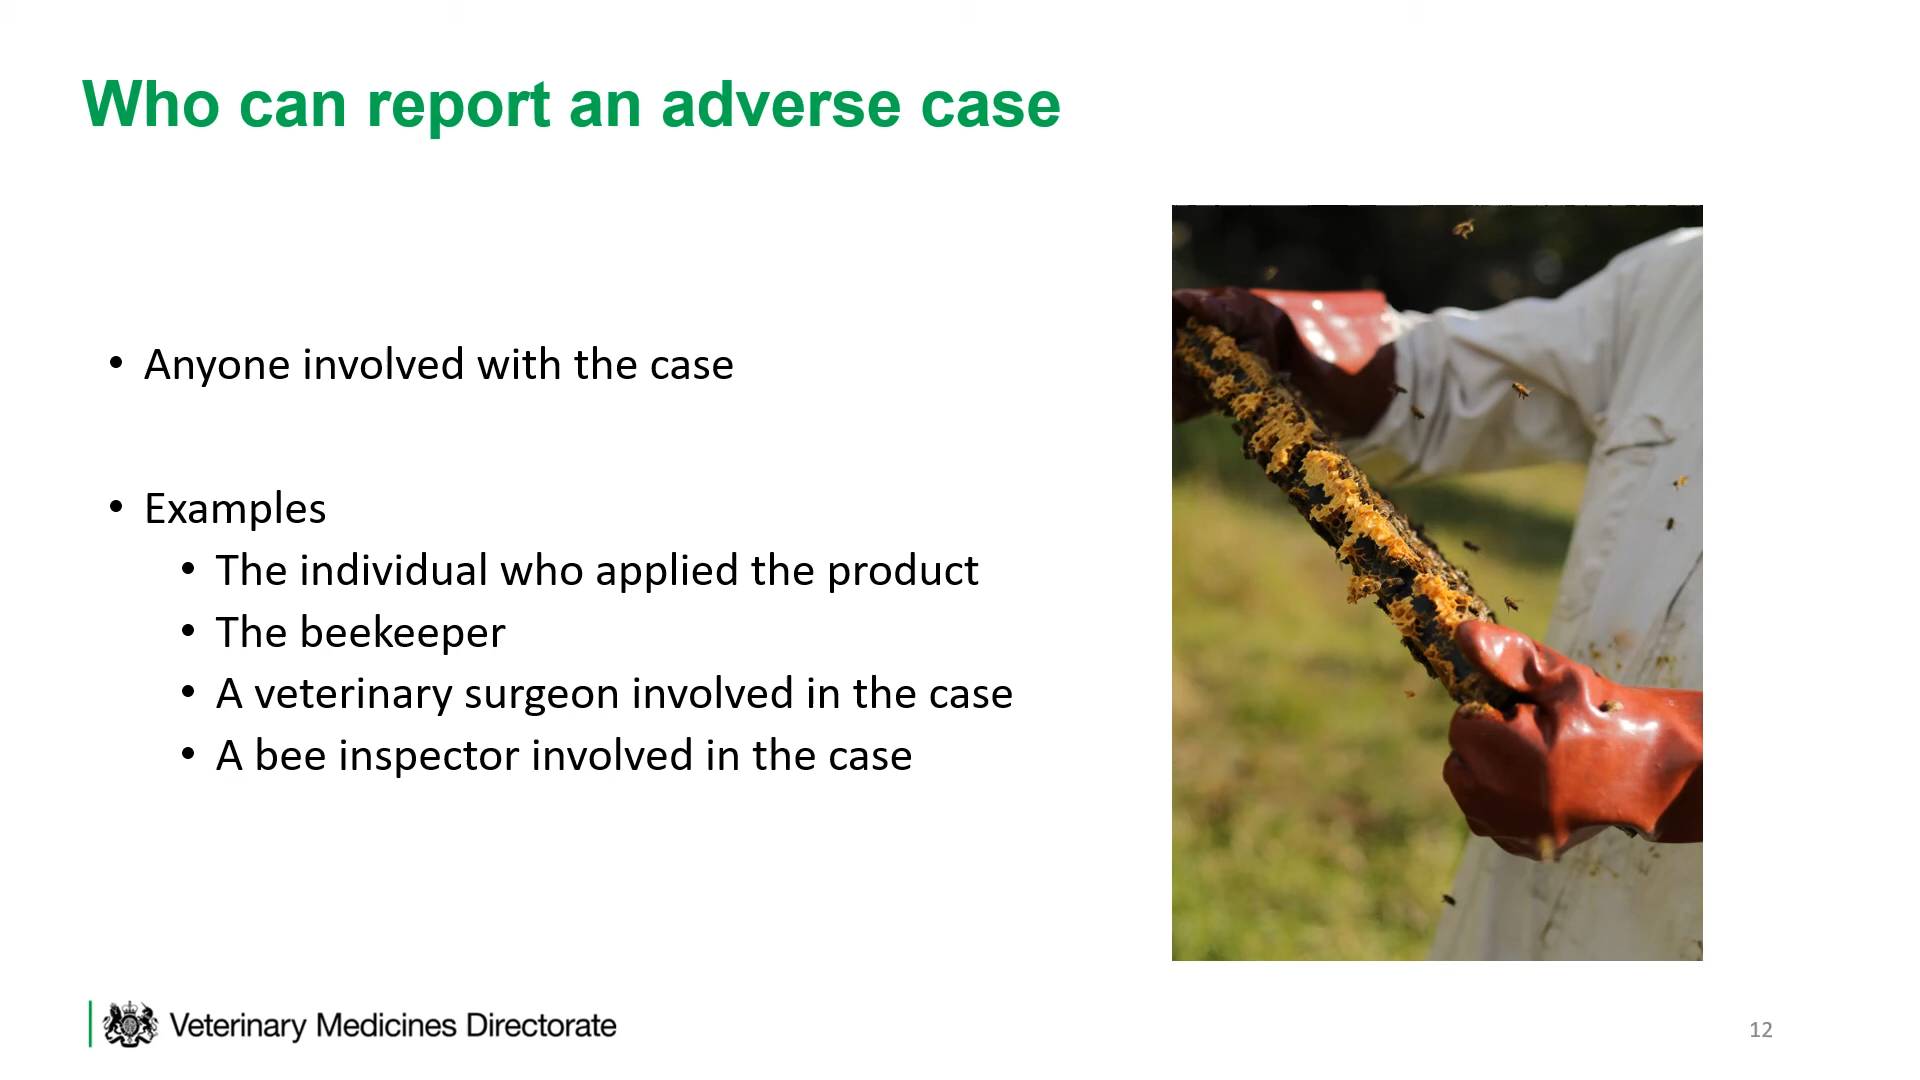 Who can report an adverse case
• Anyone involved with the case
• Examples
• The individual who applied the product
• The beekeeper
• A veterinary surgeon involved in the case
• A bee inspector involved in the case
Veterinary Medicines Directorate
12